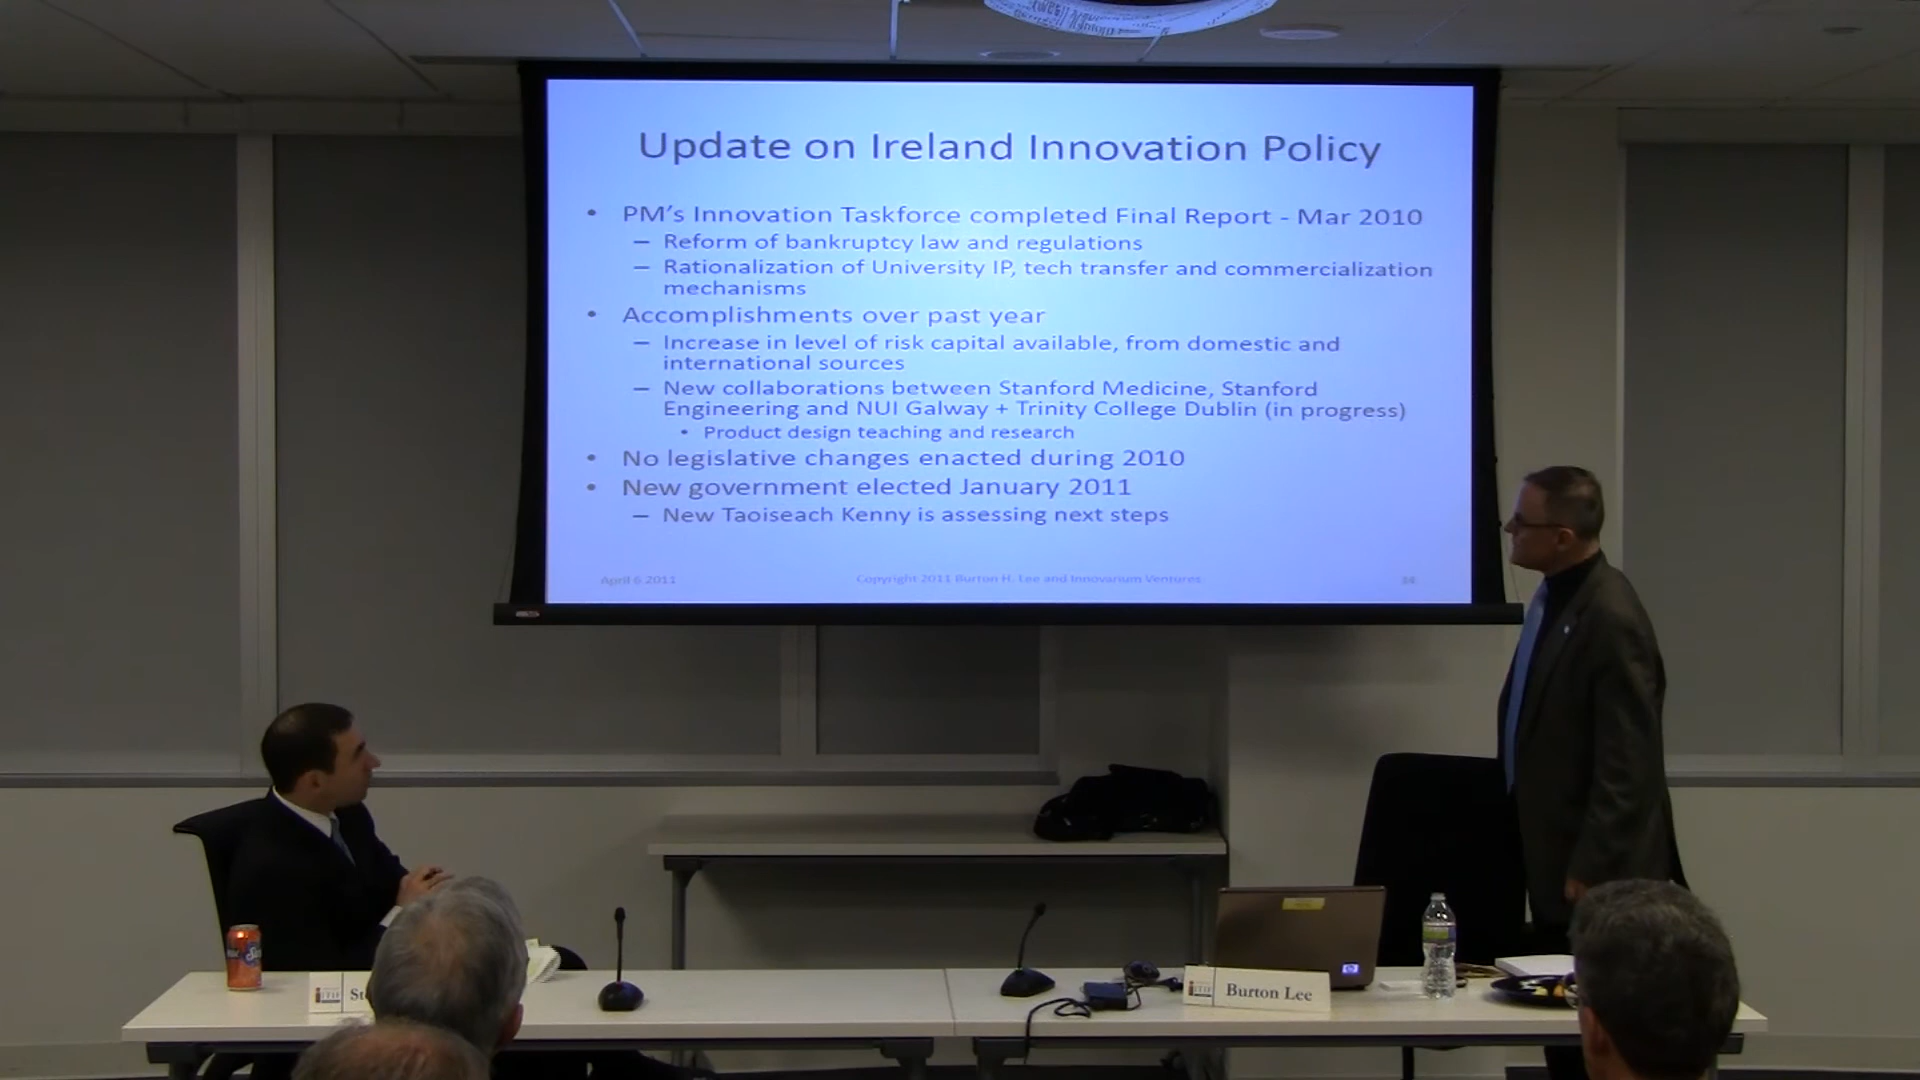 Update on Ireland Innovation Policy
• PM's Innovation Taskforce completed Final Report - Mar 2010
– Reform of bankruptcy law and regulations
– Rationalization of University IP, tech transfer and commercialization
mechanisms
• Accomplishments over past year
– Increase in level of risk capital available, from domestic and
international sources
– New collaborations between Stanford Medicine, Stanford
Engineering and NUI Galway + Trinity College Dublin (in progress)
• Product design teaching and research
• No legislative changes enacted during 2010
• New government elected January 2011
– New Taoiseach Kenny is assessing next steps
April 6 2011 Copyright 2011 Burton H. Lee and Innovarium Ventures 34
ITIF St
ITIF Burton Lee